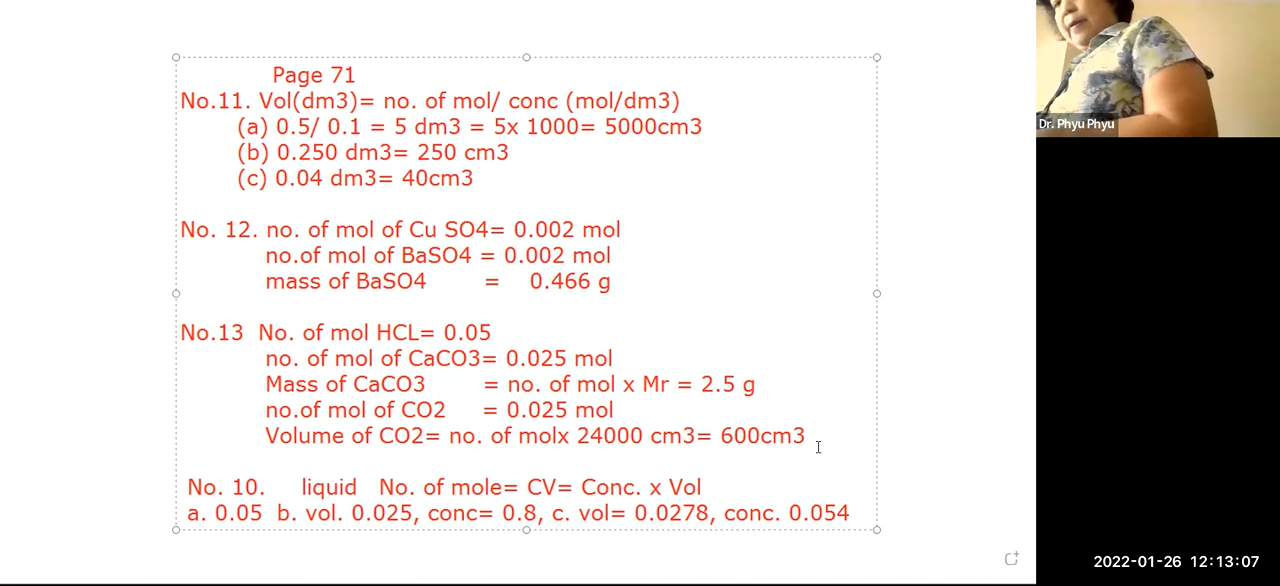 Page 71
No.11. Vol(dm3)= no. of mol/ conc (mol/dm3)
(a) 0.5/ 0.1 = 5 dm3 = 5x 1000= 5000cm3
(b) 0.250 dm3= 250 cm3
(c) 0.04 dm3= 40cm3
No. 12. no. of mol of Cu SO4= 0.002 mol
no.of mol of BaSO4 = 0.002 mol
mass of BaSO4 = 0.466 g
No.13 No. of mol HCL= 0.05
no. of mol of CaCO3= 0.025 mol
Mass of CaCO3 = no. of mol x Mr = 2.5 g
no.of mol of CO2 = 0.025 mol
Volume of CO2= no. of molx 24000 cm3= 600cm3
No. 10. liquid No. of mole= CV= Conc. x Vol
a. 0.05 b. vol. 0.025, conc= 0.8, c. vol= 0.0278, conc. 0.054
Dr. Phyu Phyu
2022-01-26 12:13:07